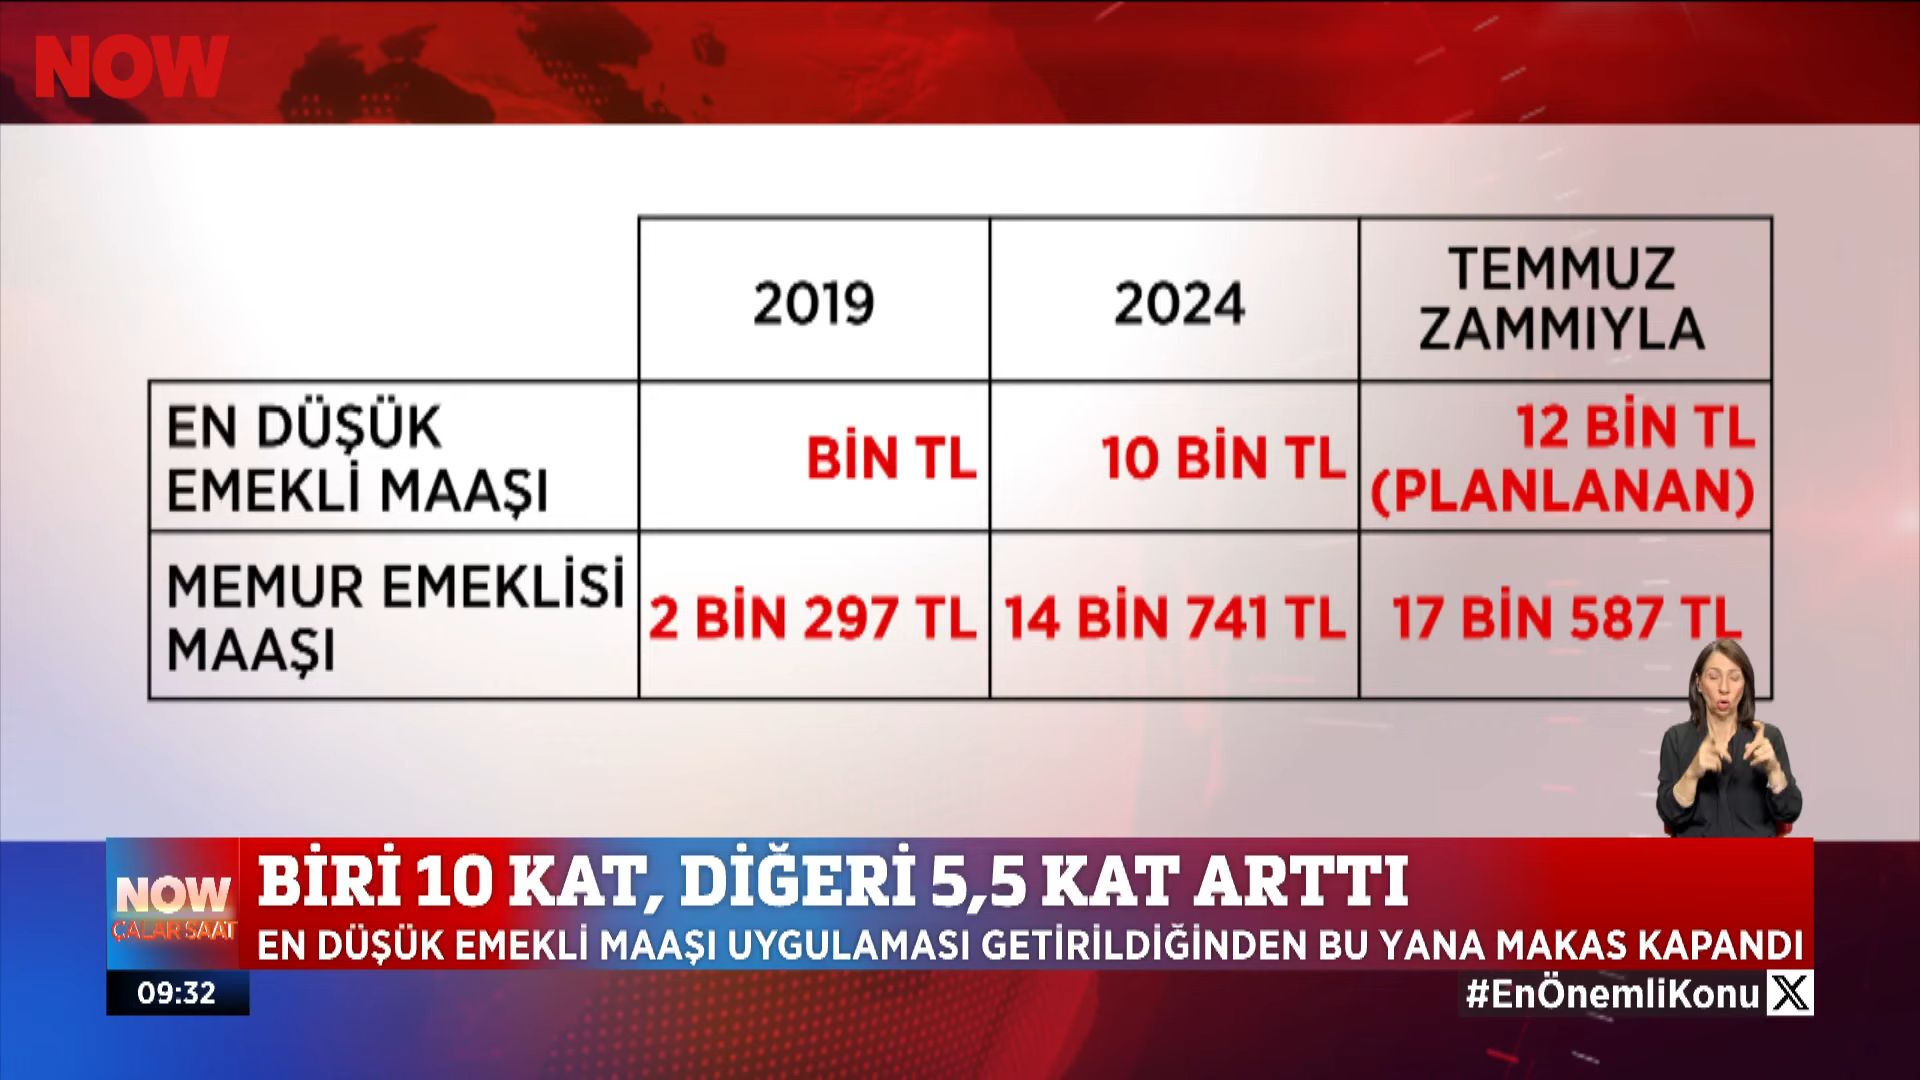 NOW
2019
2024
TEMMUZ
ZAMMIYLA
EN DÜŞÜK
EMEKLİ MAAŞI
BİN TL
10 BİN TL
12 BİN TL
(PLANLANAN)
MEMUR EMEKLİSİ
MAAŞI
2 BİN 297 TL
14 BİN 741 TL
17 BİN 587 TL
NOW
ÇALAR SAAT
BİRİ 10 KAT, DİĞERİ 5,5 KAT ARTTI
EN DÜŞÜK EMEKLİ MAAŞI UYGULAMASI GETİRİLDİĞİNDEN BU YANA MAKAS KAPANDI
09:32
#EnÖnemliKonu X